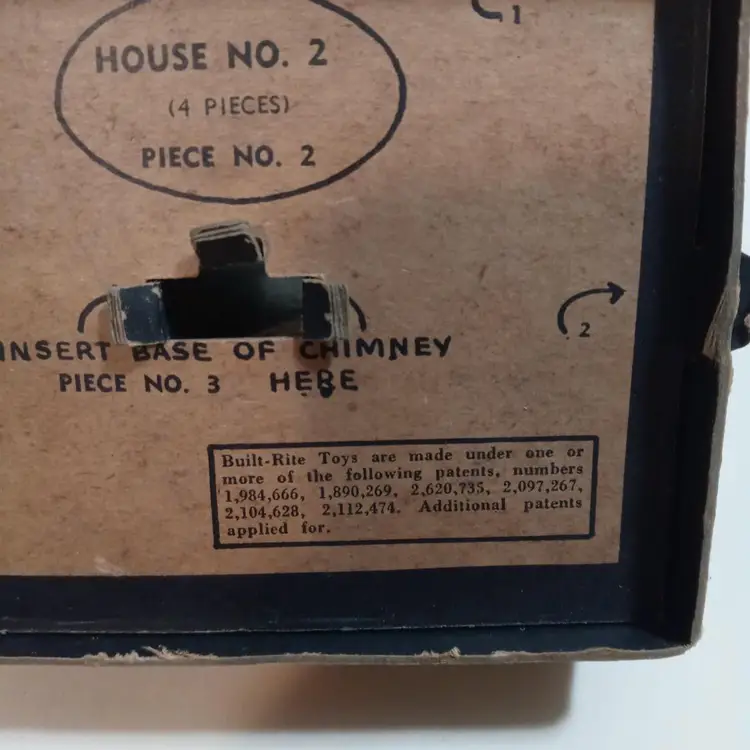 1
HOUSE NO. 2
(4 PIECES)
PIECE NO. 2
2
INSERT BASE OF CHIMNEY
PIECE NO. 3 HERE
Built-Rite Toys are made under one or
more of the following patents, numbers
1,984,666, 1,890,269, 2,620,735, 2,097,267,
2,104,628, 2,112,474. Additional patents
applied for.